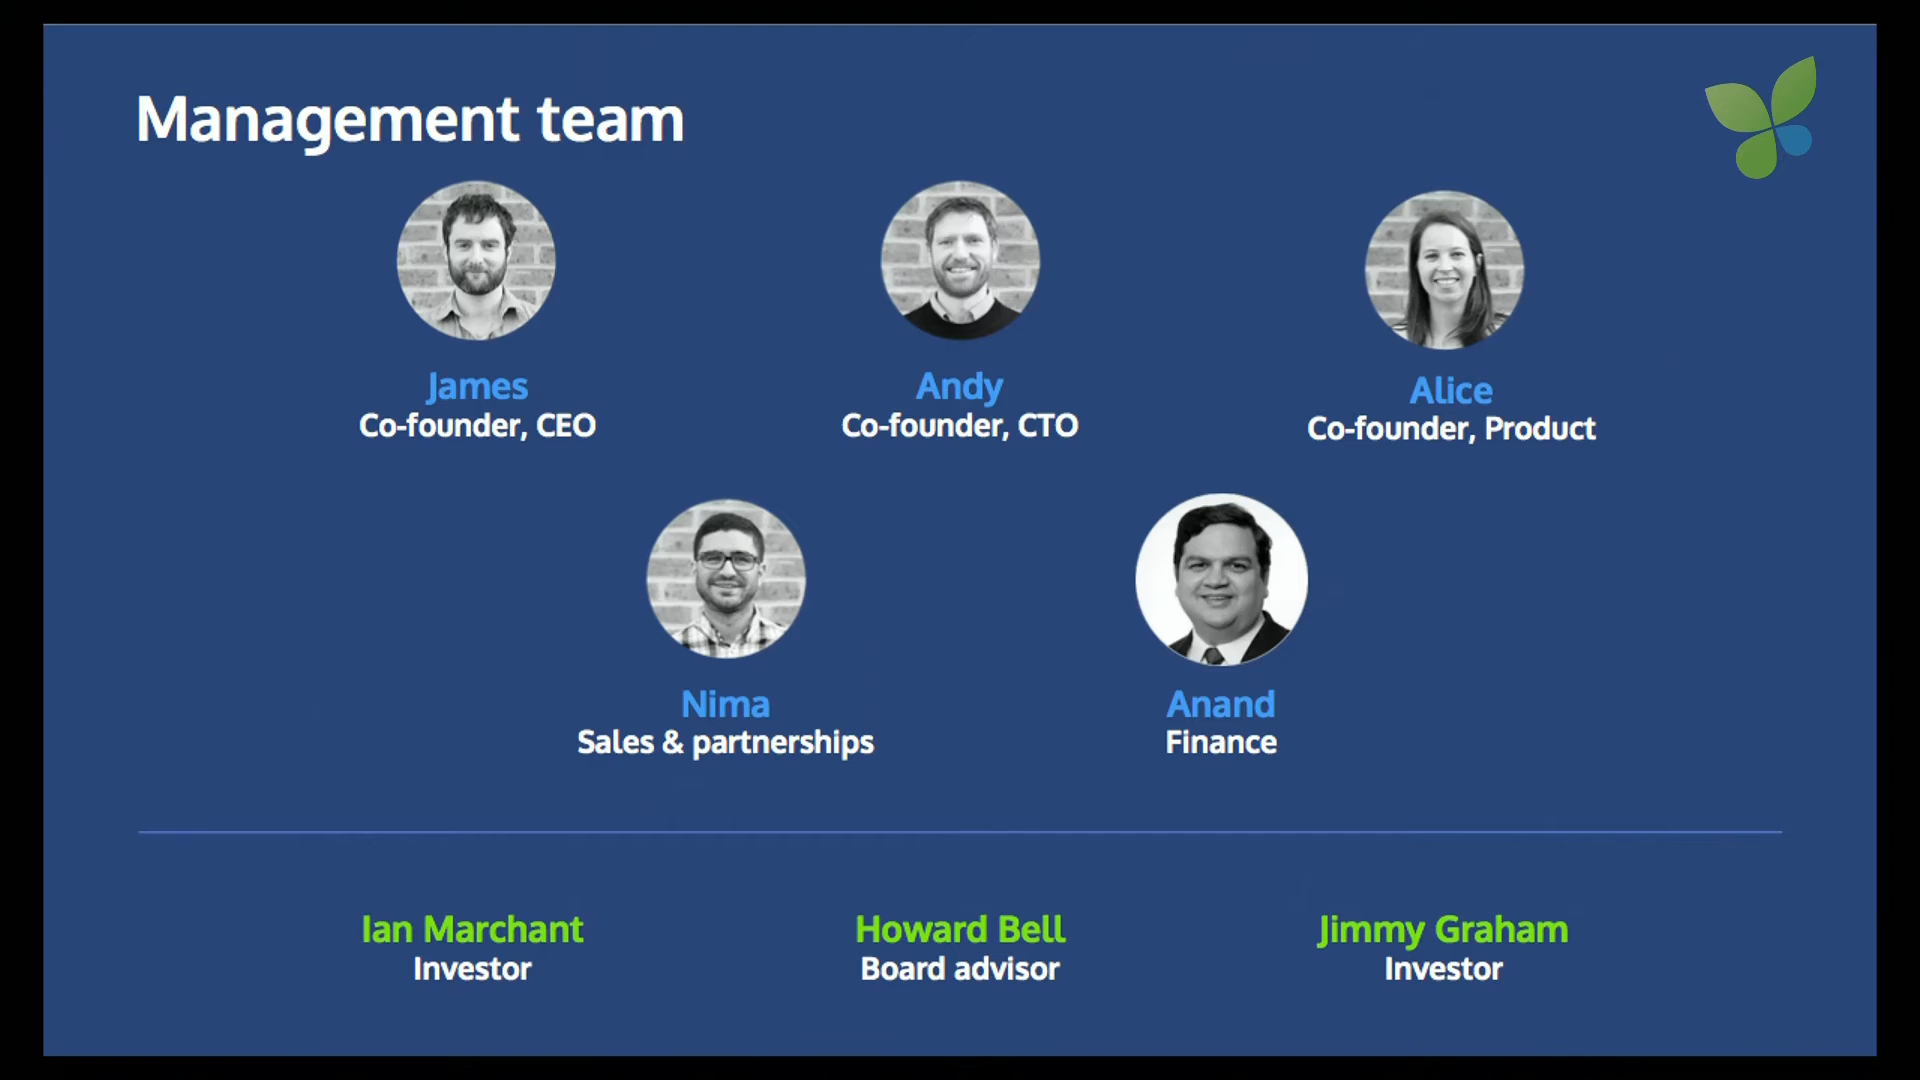 Management team
James
Co-founder, CEO
Andy
Co-founder, CTO
Alice
Co-founder, Product
Nima
Sales & partnerships
Anand
Finance
Ian Marchant
Investor
Howard Bell
Board advisor
Jimmy Graham
Investor